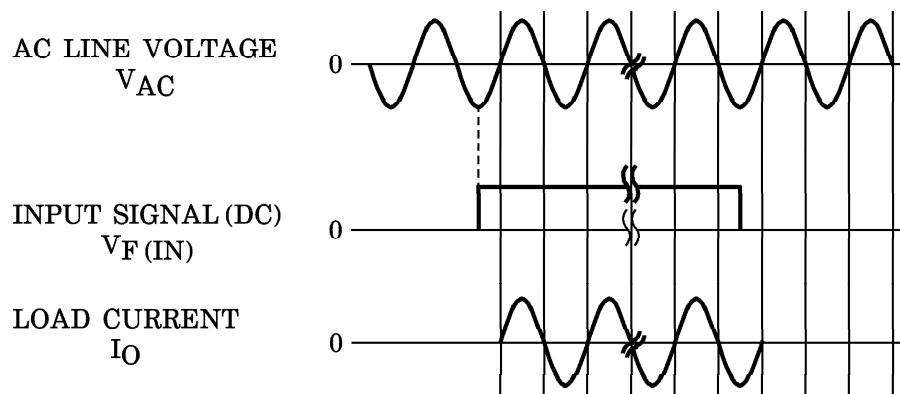 AC LINE VOLTAGE
VAC
0
INPUT SIGNAL (DC)
VF (IN)
0
LOAD CURRENT
IO
0